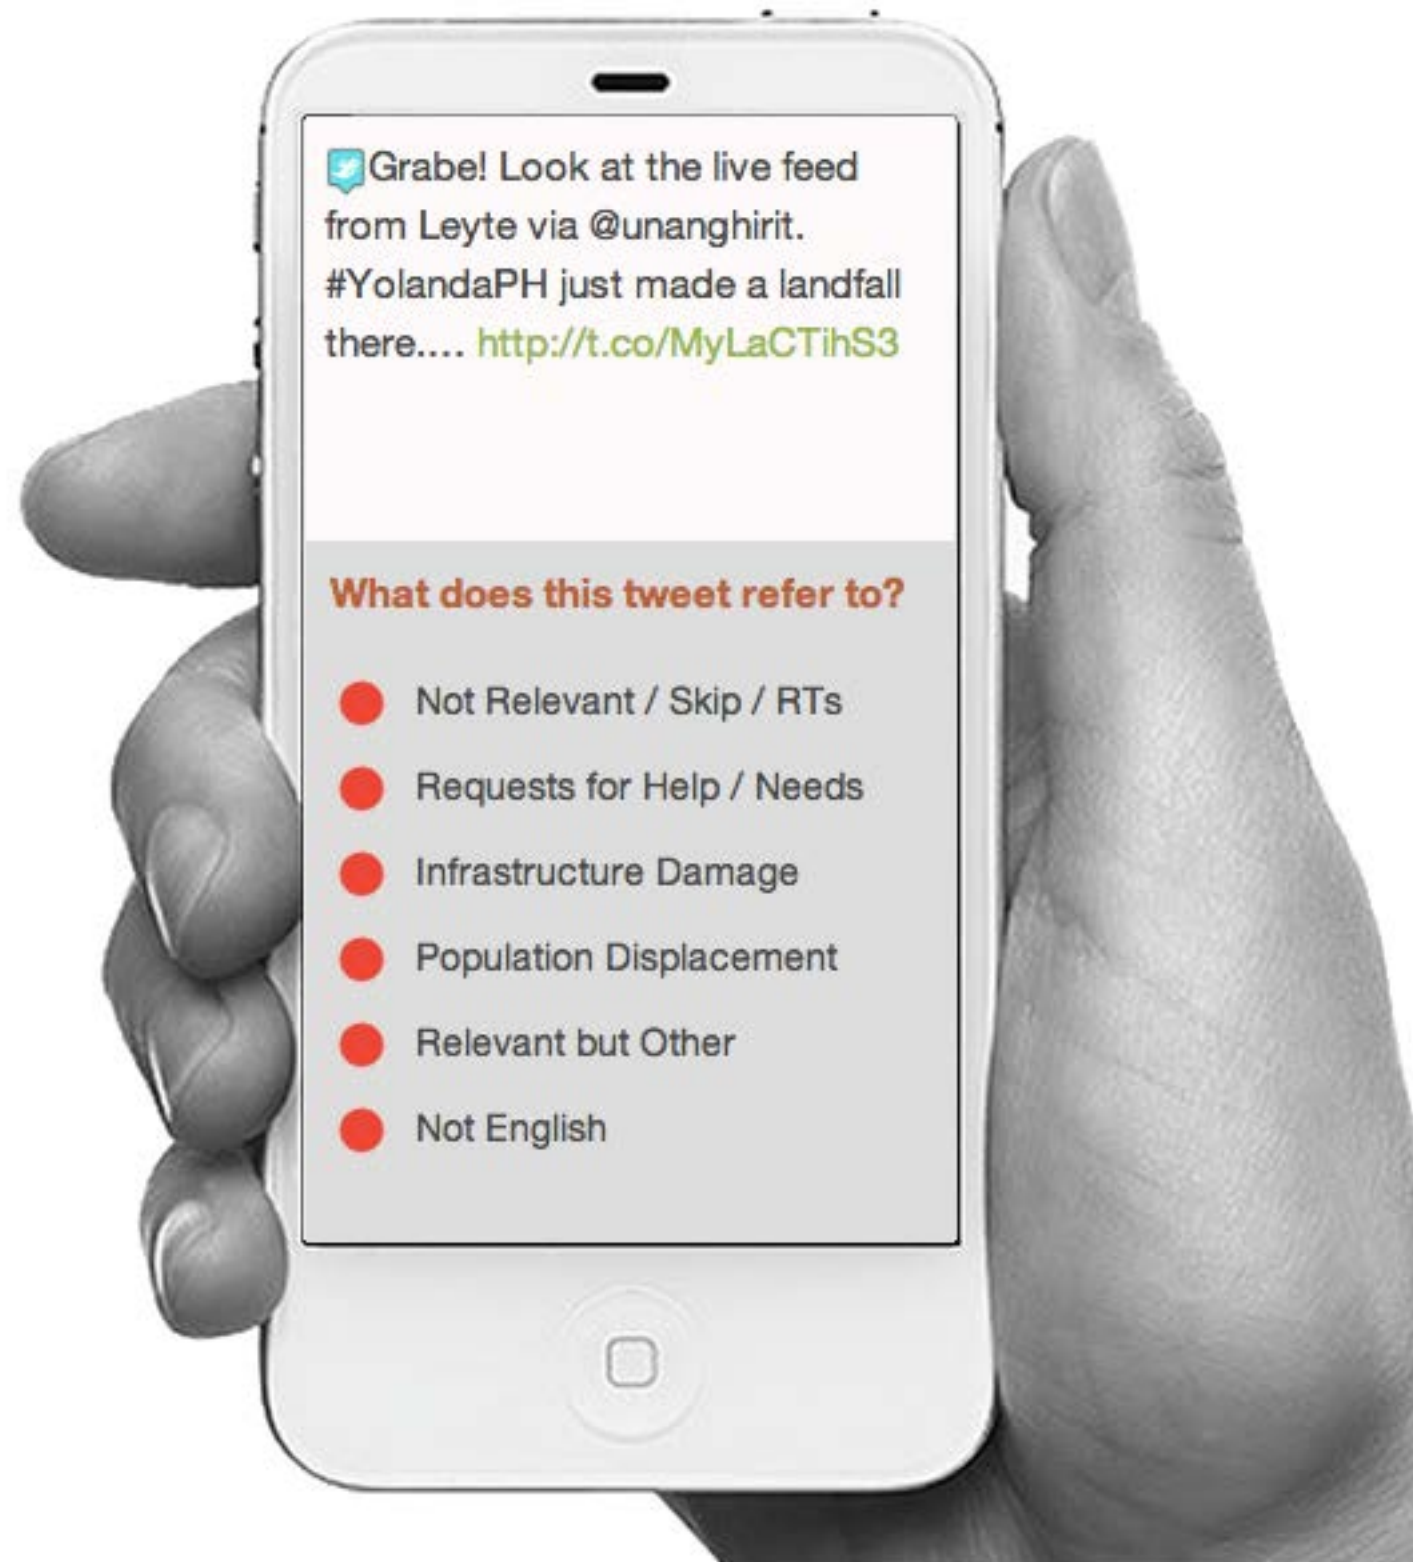 Grabe! Look at the live feed
from Leyte via @unanghirit.
#YolandaPH just made a landfall
there.... http://t.co/MyLaCTihS3
What does this tweet refer to?
Not Relevant / Skip / RTs
Requests for Help / Needs
Infrastructure Damage
Population Displacement
Relevant but Other
Not English